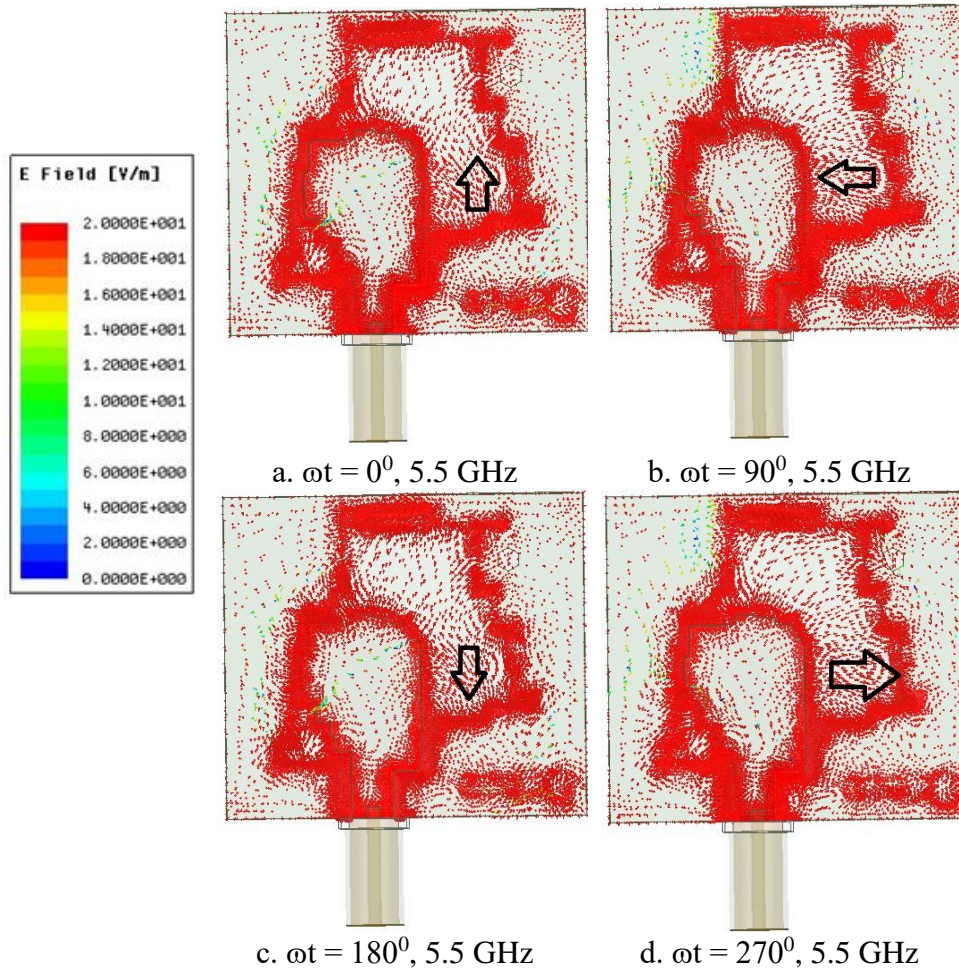 E Field [V/m]
2.0000E+001
1.8000E+001
1.6000E+001
1.4000E+001
1.2000E+001
1.0000E+001
8.0000E+000
6.0000E+000
4.0000E+000
2.0000E+000
0.0000E+000
a. ωt = 0⁰, 5.5 GHz
b. ωt = 90⁰, 5.5 GHz
c. ωt = 180⁰, 5.5 GHz
d. ωt = 270⁰, 5.5 GHz